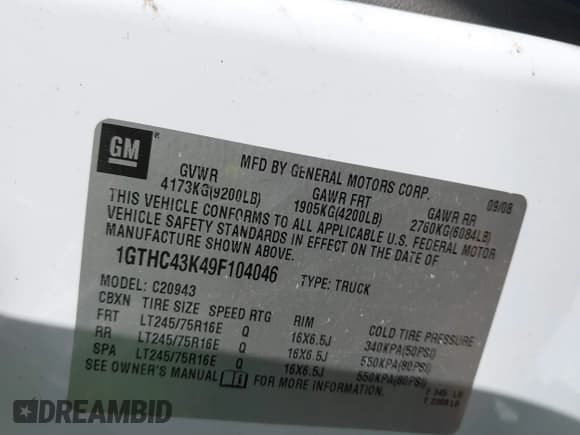 GM ®
MFD BY GENERAL MOTORS CORP. 09/08
GVWR GAWR FRT GAWR RR
4173KG(9200LB) 1905KG(4200LB) 2760KG(6084LB)
THIS VEHICLE CONFORMS TO ALL APPLICABLE U.S. FEDERAL MOTOR
VEHICLE SAFETY STANDARDS IN EFFECT ON THE DATE OF
MANUFACTURE SHOWN ABOVE.
1GTHC43K49F104046 TYPE: TRUCK
MODEL: C20943
CBXN TIRE SIZE SPEED RTG RIM COLD TIRE PRESSURE
FRT LT245/75R16E Q 16X6.5J 340KPA(50PSI)
RR LT245/75R16E Q 16X6.5J 550KPA(80PSI)
SPA LT245/75R16E Q 16X6.5J 550KPA(80PSI)
SEE OWNER'S MANUAL FOR MORE INFORMATION.
DREAMBID